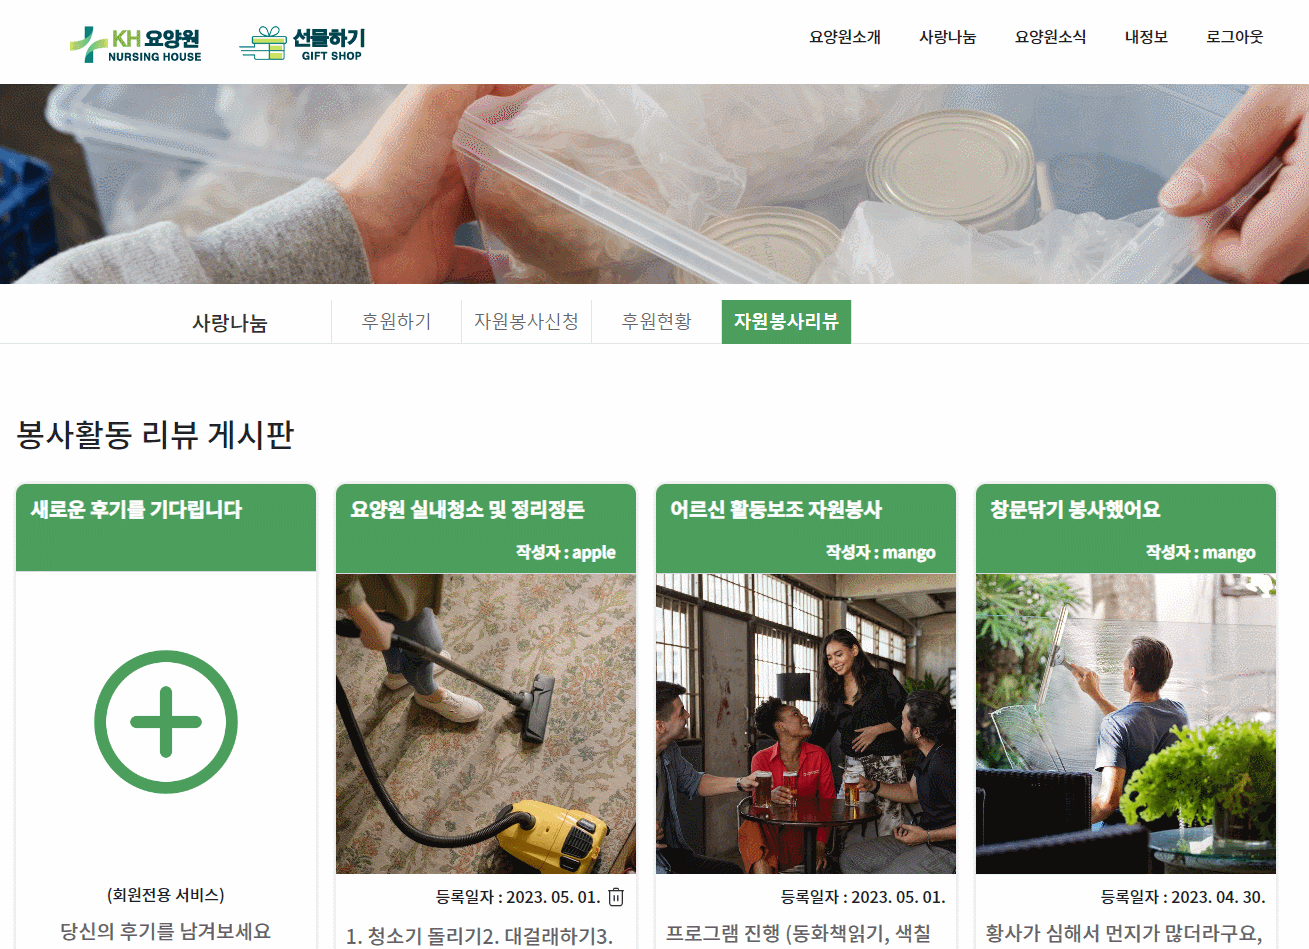 KH 요양원
NURSING HOUSE
선물하기
GIFT SHOP
요양원소개 사랑나눔 요양원소식 내정보 로그아웃
사랑나눔 후원하기 자원봉사신청 후원현황 자원봉사리뷰
봉사활동 리뷰 게시판
새로운 후기를 기다립니다
(회원전용 서비스)
당신의 후기를 남겨보세요
요양원 실내청소 및 정리정돈
작성자 : apple
등록일자 : 2023. 05. 01.
1. 청소기 돌리기2. 대걸래하기3.
어르신 활동보조 자원봉사
작성자 : mango
등록일자 : 2023. 05. 01.
프로그램 진행 (동화책읽기, 색칠
창문닦기 봉사했어요
작성자 : mango
등록일자 : 2023. 04. 30.
황사가 심해서 먼지가 많더라구요,